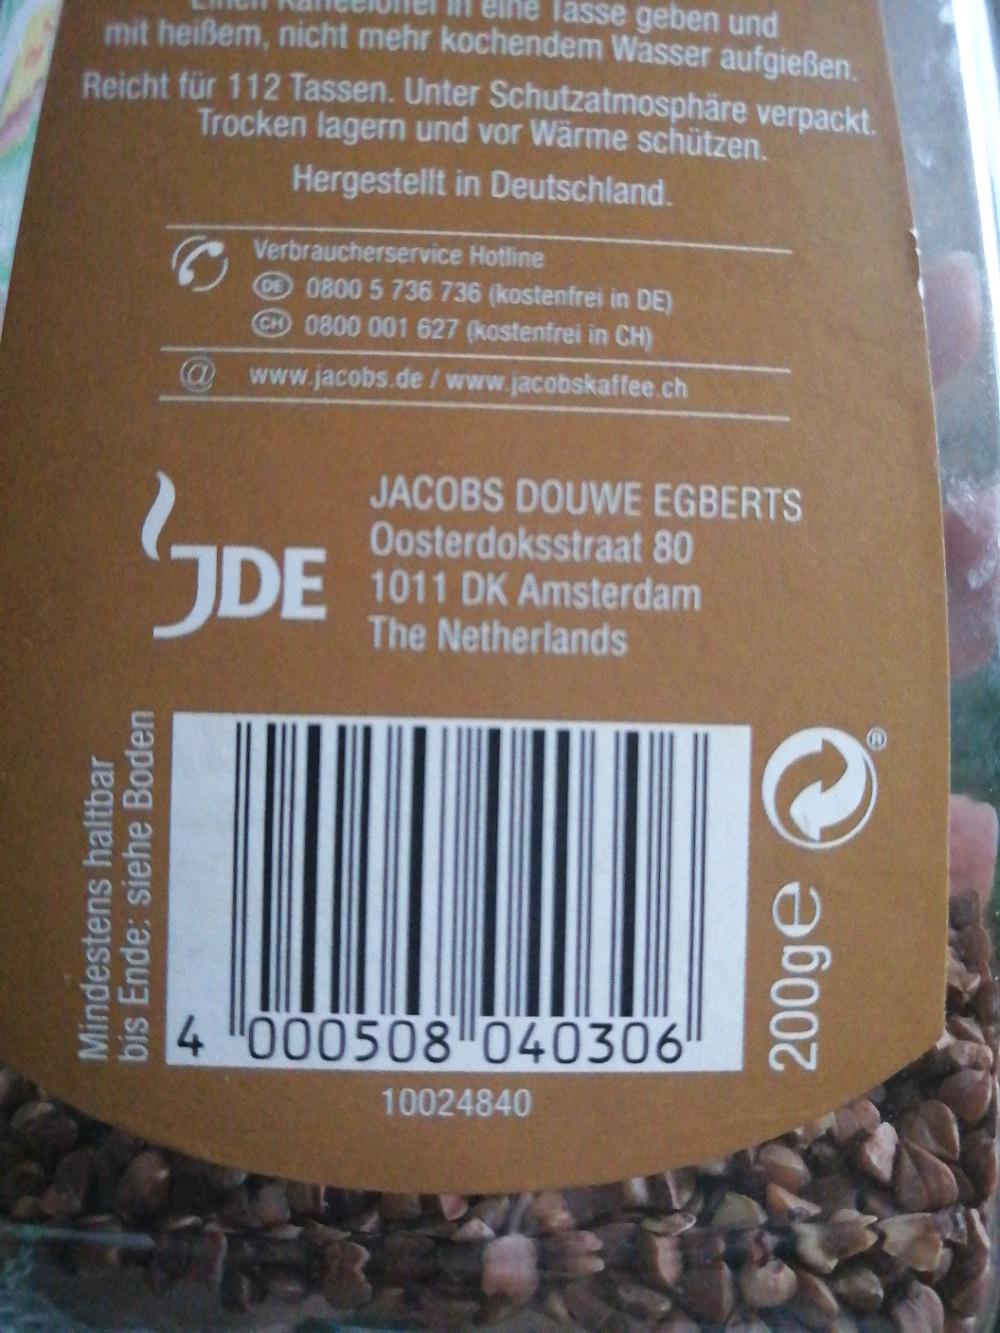 Einen Kaffeelöffel in eine Tasse geben und
mit heißem, nicht mehr kochendem Wasser aufgießen.
Reicht für 112 Tassen. Unter Schutzatmosphäre verpackt.
Trocken lagern und vor Wärme schützen.
Hergestellt in Deutschland.
Verbraucherservice Hotline
DE 0800 5 736 736 (kostenfrei in DE)
CH 0800 001 627 (kostenfrei in CH)
@ www.jacobs.de / www.jacobskaffee.ch
JDE
JACOBS DOUWE EGBERTS
Oosterdoksstraat 80
1011 DK Amsterdam
The Netherlands
Mindestens haltbar
bis Ende: siehe Boden
4 000508 040306
10024840
®
200g e